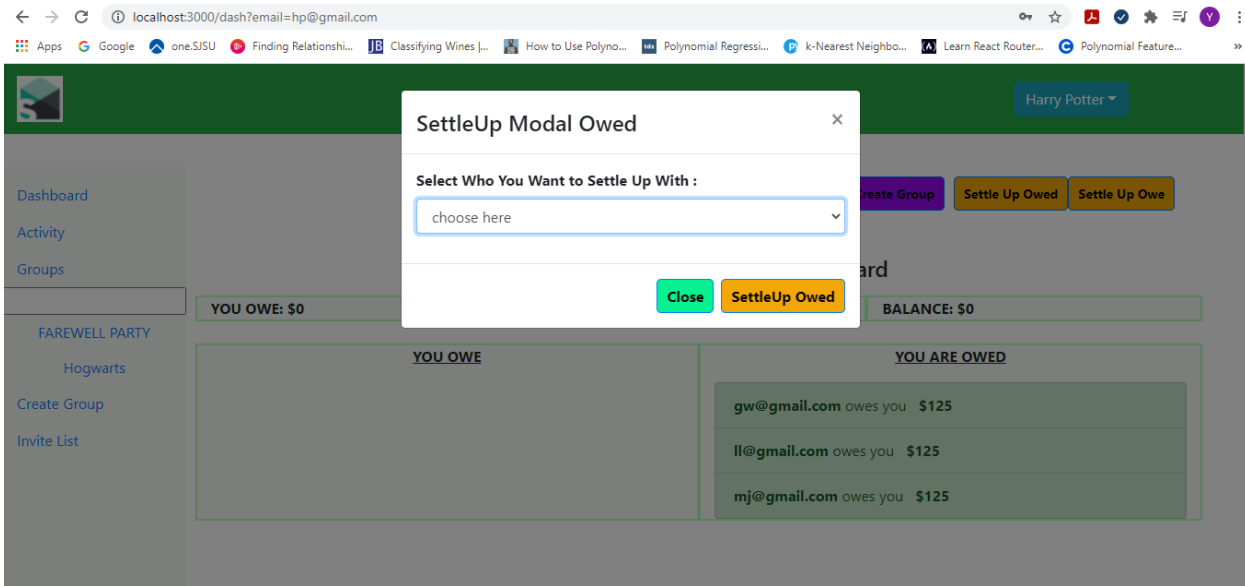 localhost:3000/dash?email=hp@gmail.com
Apps Google one.SJSU Finding Relationshi... Classifying Wines |... How to Use Polyno... Polynomial Regressi... k-Nearest Neighbo... Learn React Router... Polynomial Feature... »
Harry Potter
SettleUp Modal Owed ×
Select Who You Want to Settle Up With :
choose here
Close SettleUp Owed
Create Group Settle Up Owed Settle Up Owe
Dashboard
Activity
Groups
FAREWELL PARTY
Hogwarts
Create Group
Invite List
ard
YOU OWE: $0 BALANCE: $0
YOU OWE YOU ARE OWED
gw@gmail.com owes you $125
ll@gmail.com owes you $125
mj@gmail.com owes you $125